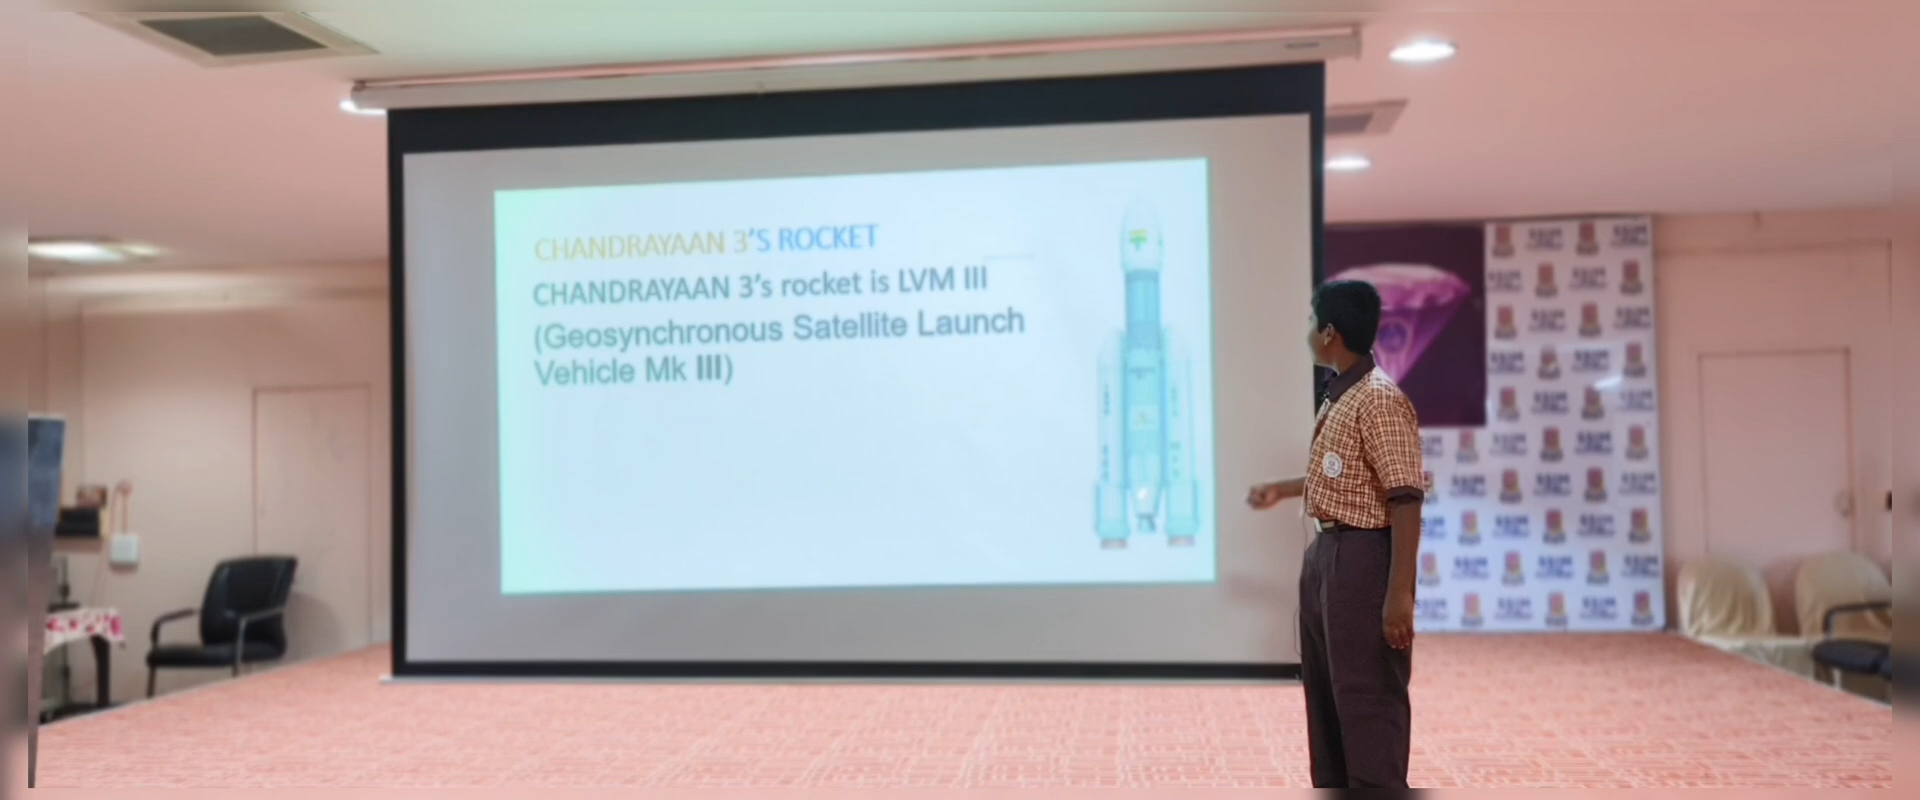 CHANDRAYAAN 3'S ROCKET
CHANDRAYAAN 3's rocket is LVM III
(Geosynchronous Satellite Launch
Vehicle Mk III)